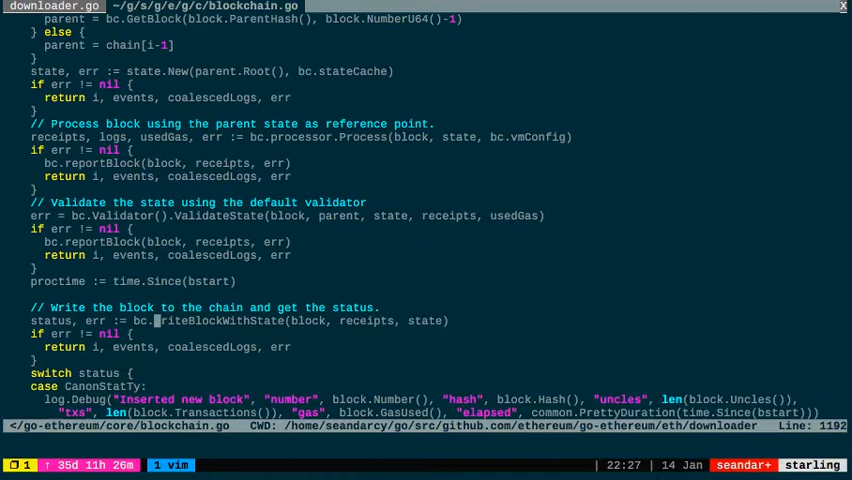 downloader.go ~/g/s/g/e/g/c/blockchain.go X
parent = bc.GetBlock(block.ParentHash(), block.NumberU64()-1)
} else {
parent = chain[i-1]
}
state, err := state.New(parent.Root(), bc.stateCache)
if err != nil {
return i, events, coalescedLogs, err
}
// Process block using the parent state as reference point.
receipts, logs, usedGas, err := bc.processor.Process(block, state, bc.vmConfig)
if err != nil {
bc.reportBlock(block, receipts, err)
return i, events, coalescedLogs, err
}
// Validate the state using the default validator
err = bc.Validator().ValidateState(block, parent, state, receipts, usedGas)
if err != nil {
bc.reportBlock(block, receipts, err)
return i, events, coalescedLogs, err
}
proctime := time.Since(bstart)
// Write the block to the chain and get the status.
status, err := bc.WriteBlockWithState(block, receipts, state)
if err != nil {
return i, events, coalescedLogs, err
}
switch status {
case CanonStatTy:
log.Debug("Inserted new block", "number", block.Number(), "hash", block.Hash(), "uncles", len(block.Uncles()),
"txs", len(block.Transactions()), "gas", block.GasUsed(), "elapsed", common.PrettyDuration(time.Since(bstart)))
</go-ethereum/core/blockchain.go CWD: /home/seandarcy/go/src/github.com/ethereum/go-ethereum/eth/downloader Line: 1192
1 ↑ 35d 11h 26m 1 vim | 22:27 | 14 Jan seandar+ starling